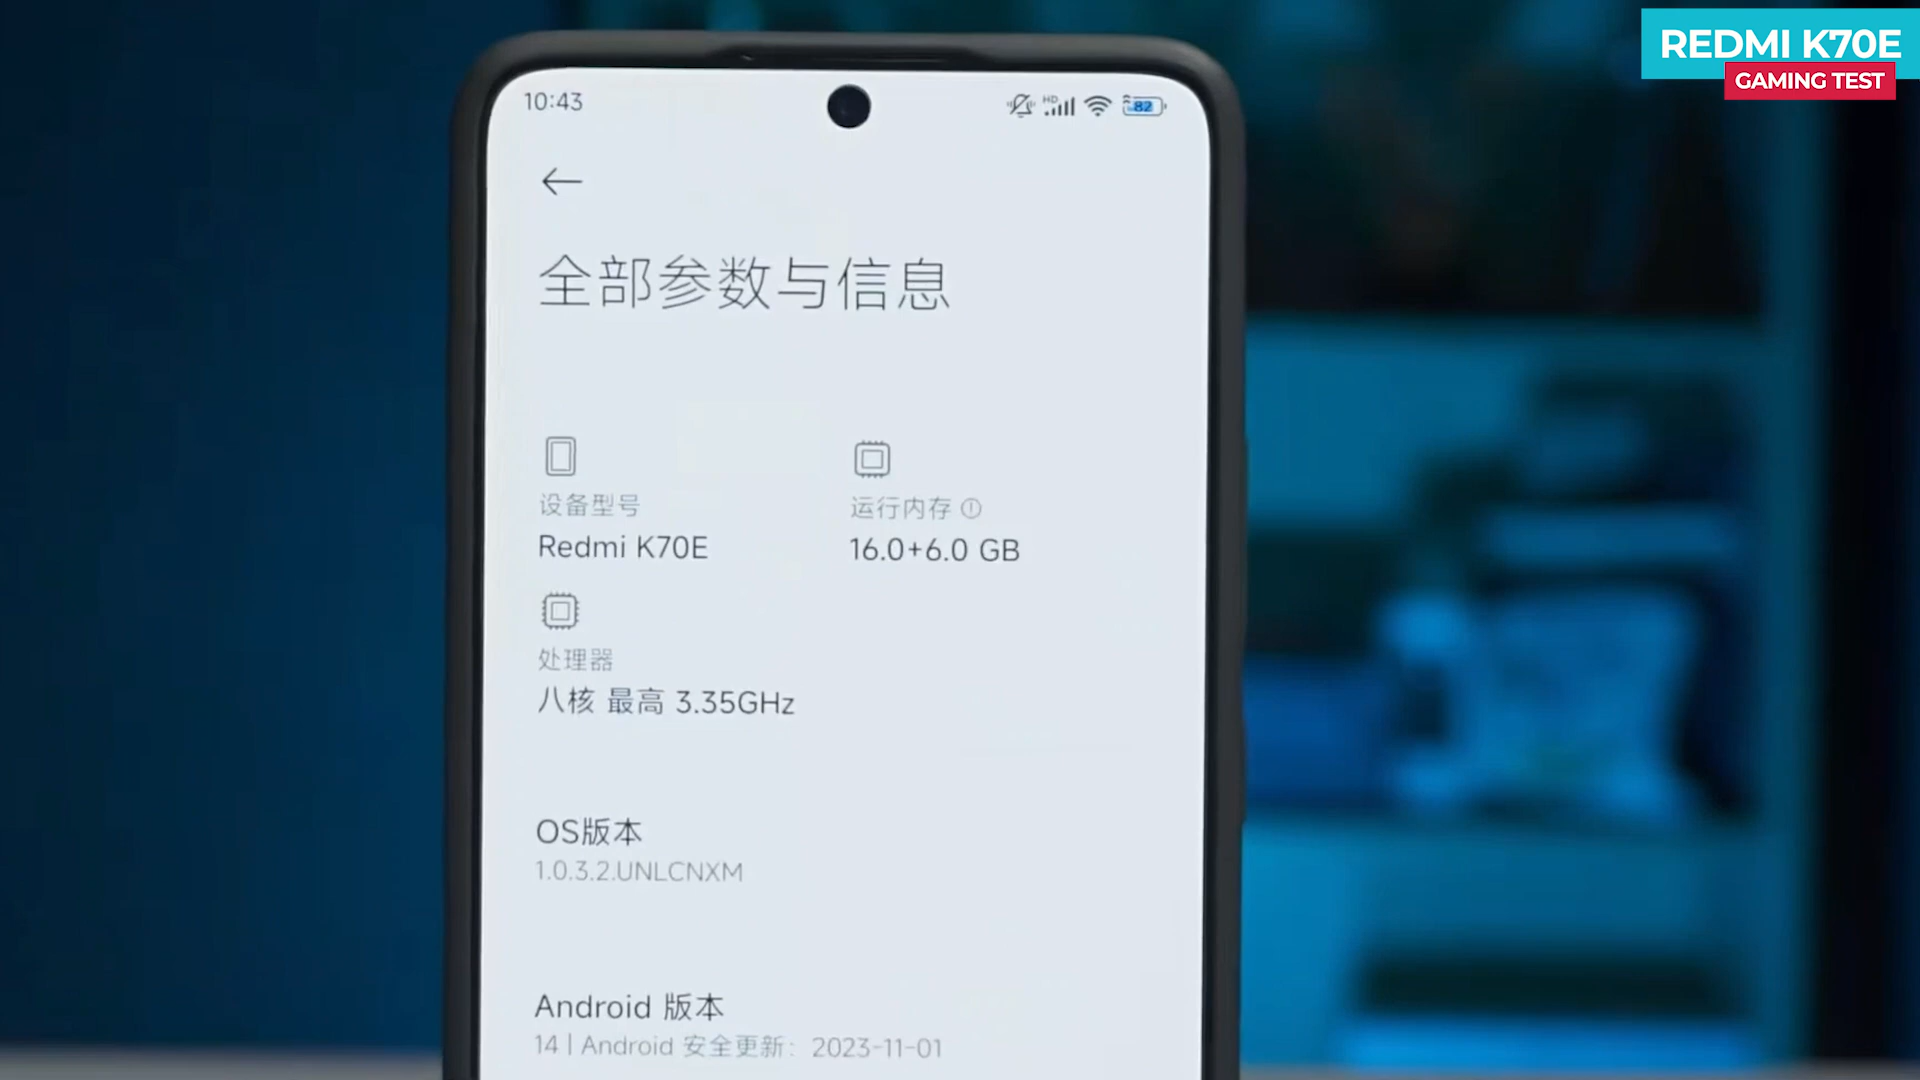 REDMI K70E
GAMING TEST
10:43
HD
82
全部参数与信息
设备型号
Redmi K70E
运行内存
16.0+6.0 GB
处理器
八核 最高 3.35GHz
OS版本
1.0.3.2.UNLCNXM
Android 版本
14 | Android 安全更新：2023-11-01